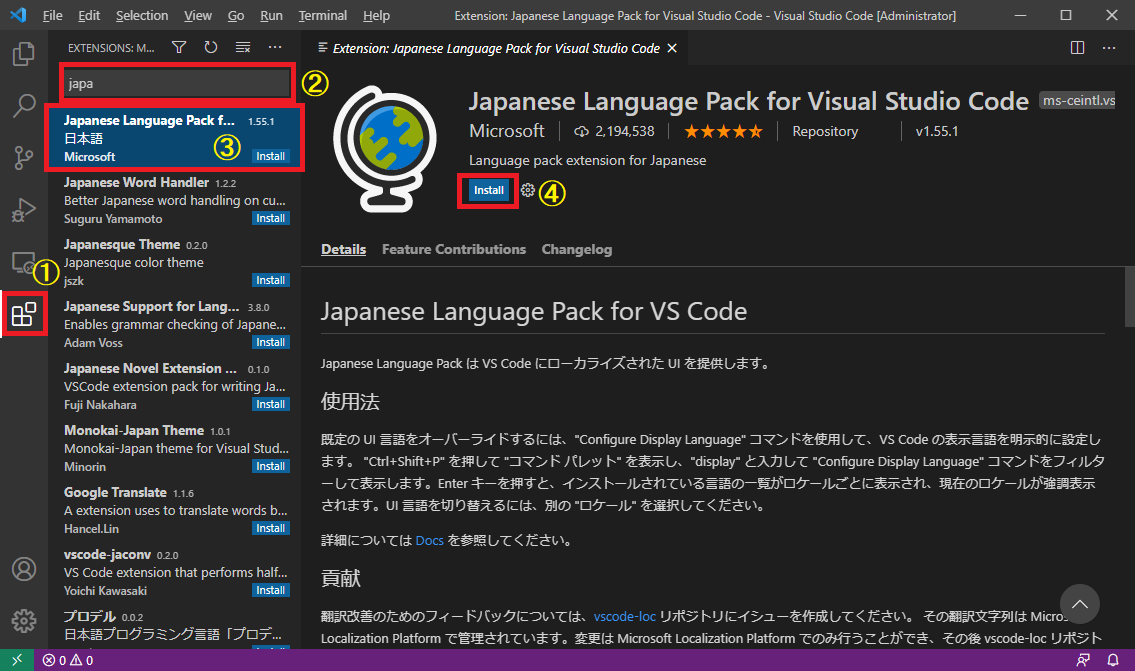 File Edit Selection View Go Run Terminal Help Extension: Japanese Language Pack for Visual Studio Code - Visual Studio Code [Administrator]
EXTENSIONS: M...
japa
②
Japanese Language Pack f... 1.55.1
日本語
Microsoft Install
③
Japanese Word Handler 1.2.2
Better Japanese word handling on cu...
Suguru Yamamoto Install
Japanesque Theme 0.2.0
Japanesque color theme
jszk Install
①
Japanese Support for Lang... 3.8.0
Enables grammar checking of Japane...
Adam Voss Install
Japanese Novel Extension ... 0.1.0
VSCode extension pack for writing Ja...
Fuji Nakahara Install
Monokai-Japan Theme 1.0.1
Monokai-Japan theme for Visual Stud...
Minorin Install
Google Translate 1.1.6
A extension uses to translate words b...
Hancel.Lin Install
vscode-jaconv 0.2.0
VS Code extension that performs half...
Yoichi Kawasaki Install
プロデル 0.0.2
日本語プログラミング言語「プロデ...
Extension: Japanese Language Pack for Visual Studio Code
Japanese Language Pack for Visual Studio Code ms-ceintl.vs
Microsoft 2,194,538 Repository v1.55.1
Language pack extension for Japanese
Install ④
Details Feature Contributions Changelog
Japanese Language Pack for VS Code
Japanese Language Pack は VS Code にローカライズされた UI を提供します。
使用法
既定の UI 言語をオーバーライドするには、"Configure Display Language" コマンドを使用して、VS Code の表示言語を明示的に設定し
ます。 "Ctrl+Shift+P" を押して "コマンド パレット" を表示し、"display" と入力して "Configure Display Language" コマンドをフィルタ
ーして表示します。Enter キーを押すと、インストールされている言語の一覧がロケールごとに表示され、現在のロケールが強調表示
されます。UI 言語を切り替えるには、別の "ロケール" を選択してください。
詳細については Docs を参照してください。
貢献
翻訳改善のためのフィードバックについては、vscode-loc リポジトリにイシューを作成してください。 その翻訳文字列は Microsoft
Localization Platform で管理されています。変更は Microsoft Localization Platform でのみ行うことができ、その後 vscode-loc リポジト
0 0